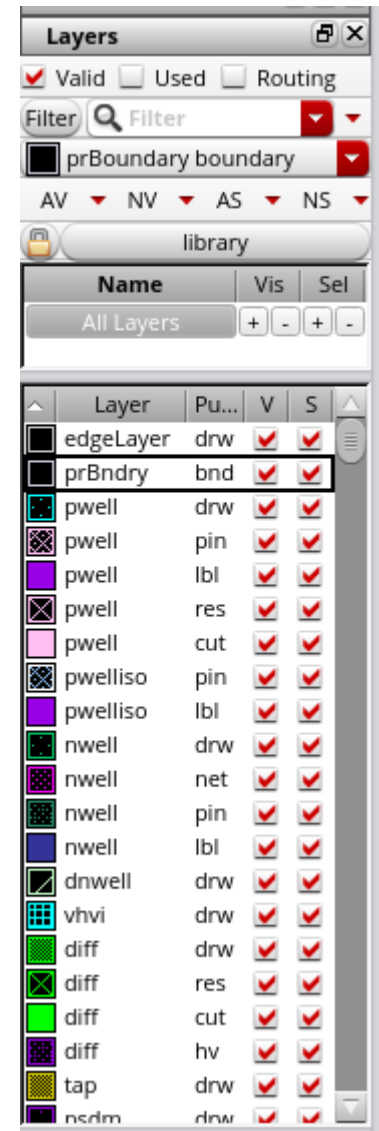 Layers
Valid Used Routing
Filter Filter
prBoundary boundary
AV NV AS NS
library
Name Vis Sel
All Layers + - + -
Layer Pu... V S
edgeLayer drw
prBndry bnd
pwell drw
pwell pin
pwell lbl
pwell res
pwell cut
pwelliso pin
pwelliso lbl
nwell drw
nwell net
nwell pin
nwell lbl
dnwell drw
vhvi drw
diff drw
diff res
diff cut
diff hv
tap drw
psdm drw